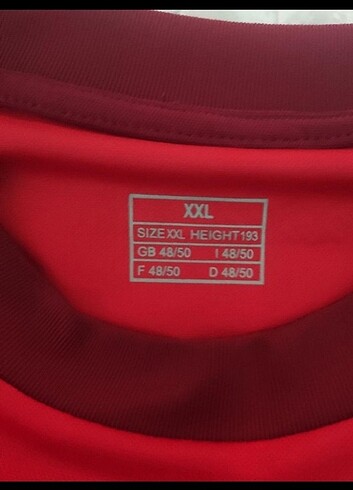 XXL
SIZE XXL HEIGHT193
GB 48/50 I 48/50
F 48/50 D 48/50